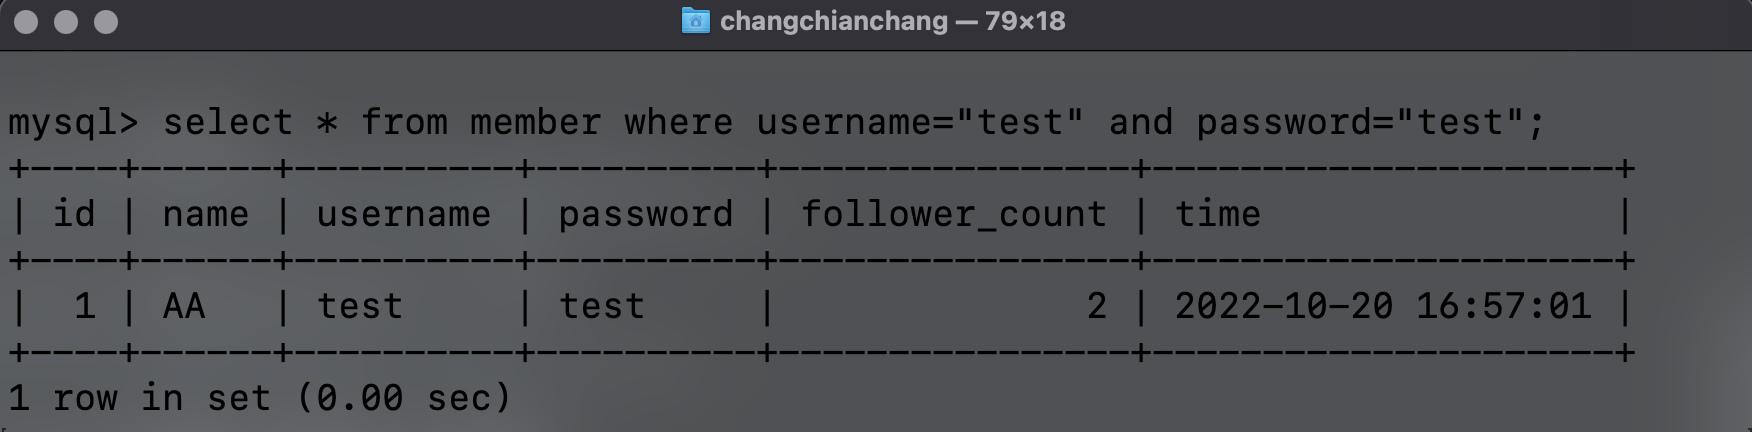 changchianchang — 79×18
mysql> select * from member where username="test" and password="test";
+----+------+----------+----------+----------------+---------------------+
| id | name | username | password | follower_count | time                |
+----+------+----------+----------+----------------+---------------------+
|  1 | AA   | test     | test     |              2 | 2022-10-20 16:57:01 |
+----+------+----------+----------+----------------+---------------------+
1 row in set (0.00 sec)